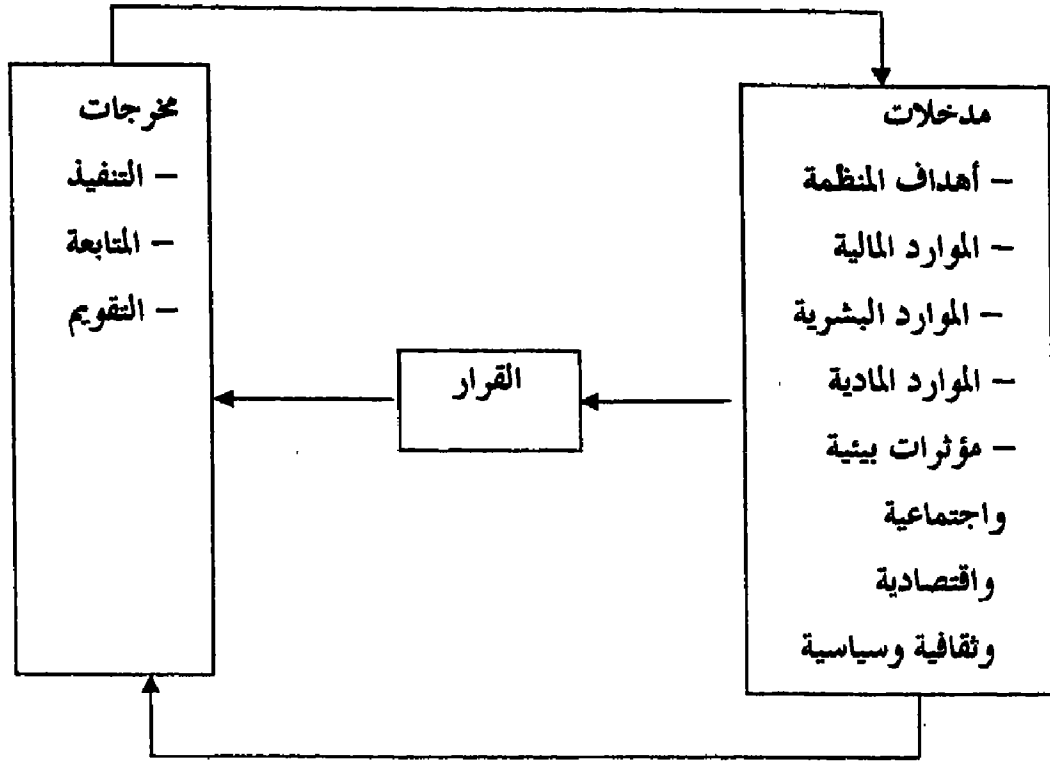 مدخلات
– أهداف المنظمة
– الموارد المالية
– الموارد البشرية
– الموارد المادية
– مؤثرات بيئية
واجتماعية
واقتصادية
وثقافية وسياسية
القرار
مخرجات
– التنفيذ
– المتابعة
– التقويم